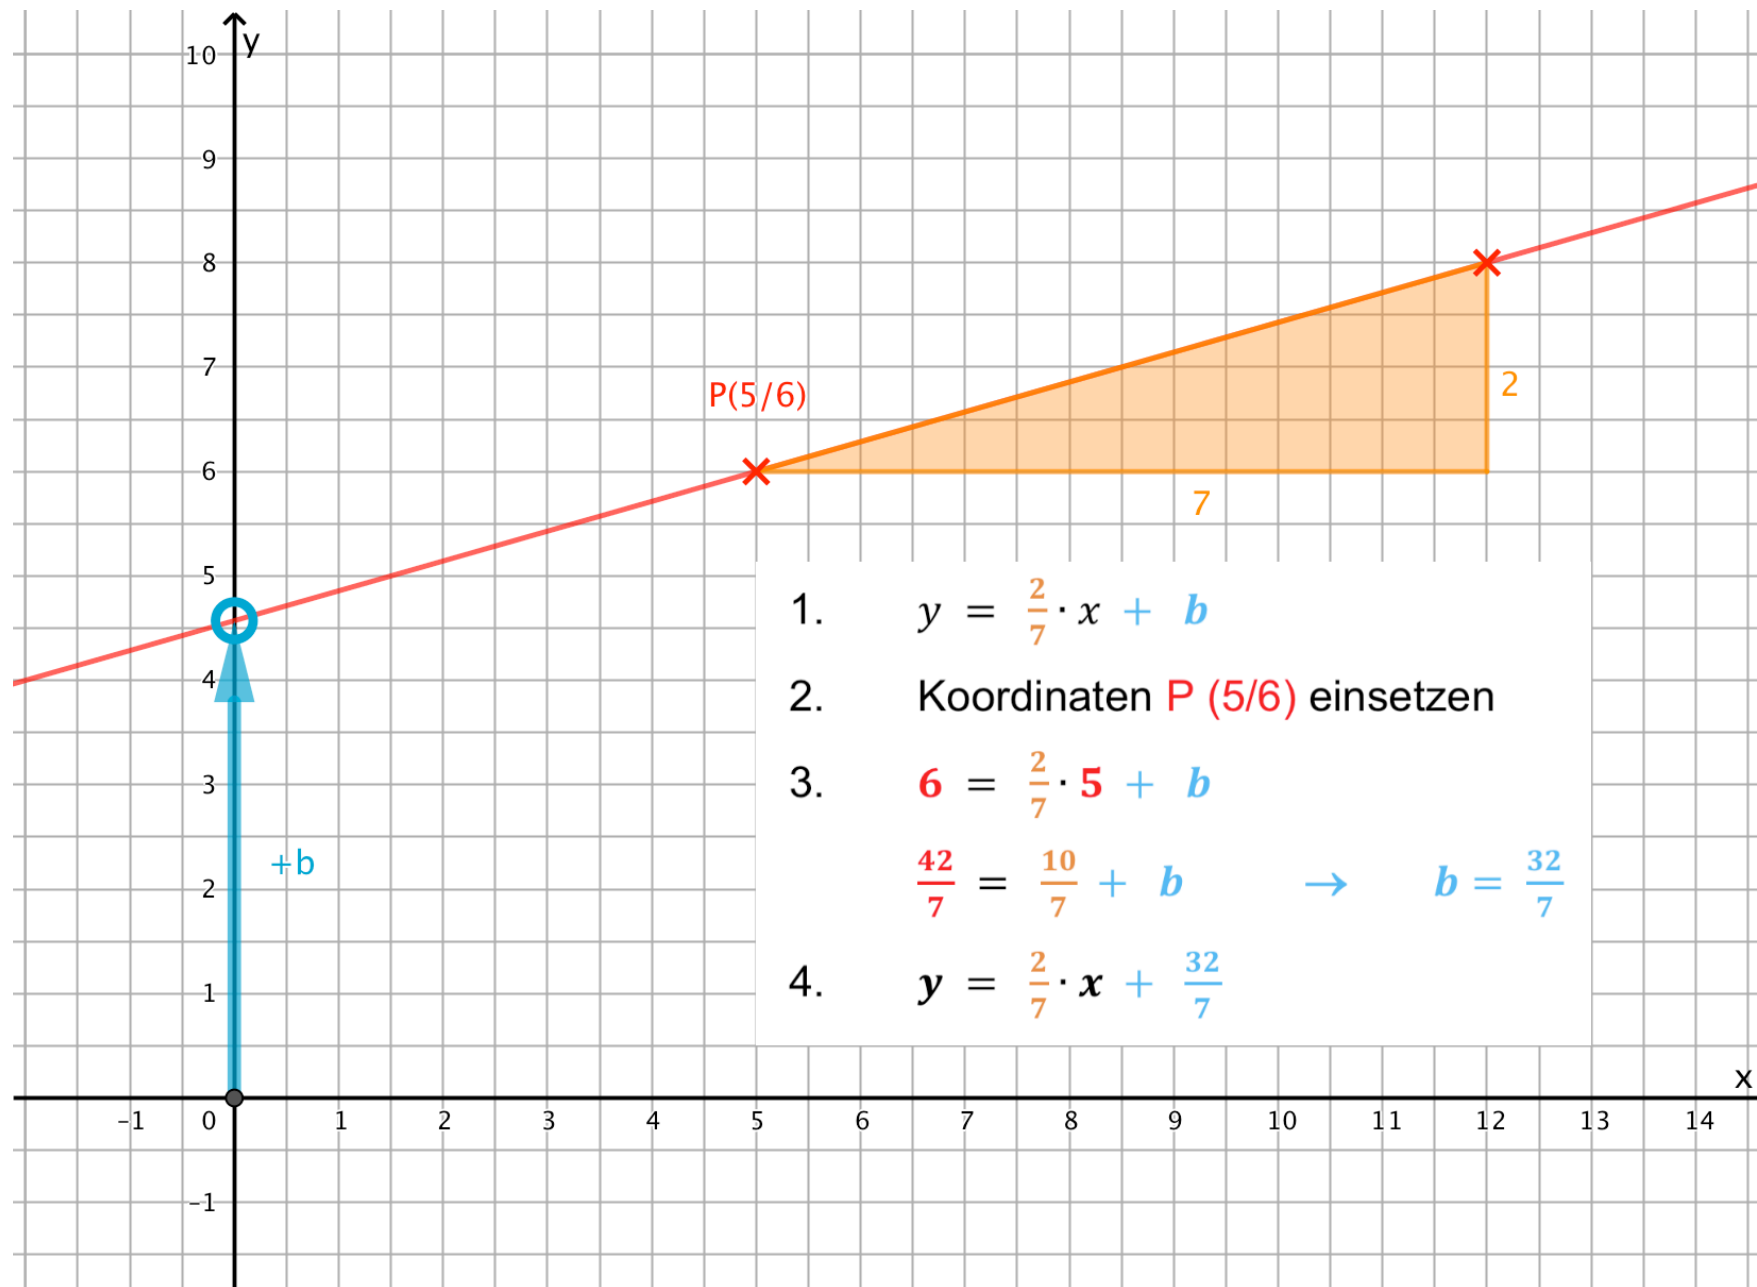 y
10
9
8
7
6
5
4
3
2
1
0
−1
P(5/6)
2
7
+b
1. y = 2/7 · x + b
2. Koordinaten P (5/6) einsetzen
3. 6 = 2/7 · 5 + b
42/7 = 10/7 + b → b = 32/7
4. y = 2/7 · x + 32/7
x
−1 1 2 3 4 5 6 7 8 9 10 11 12 13 14